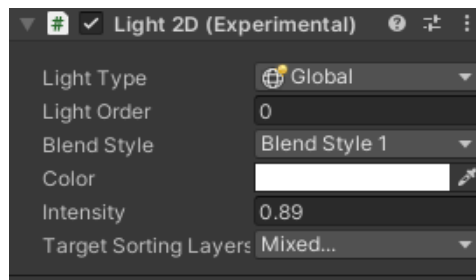 # Light 2D (Experimental)
Light Type Global
Light Order 0
Blend Style Blend Style 1
Color
Intensity 0.89
Target Sorting Layers Mixed...